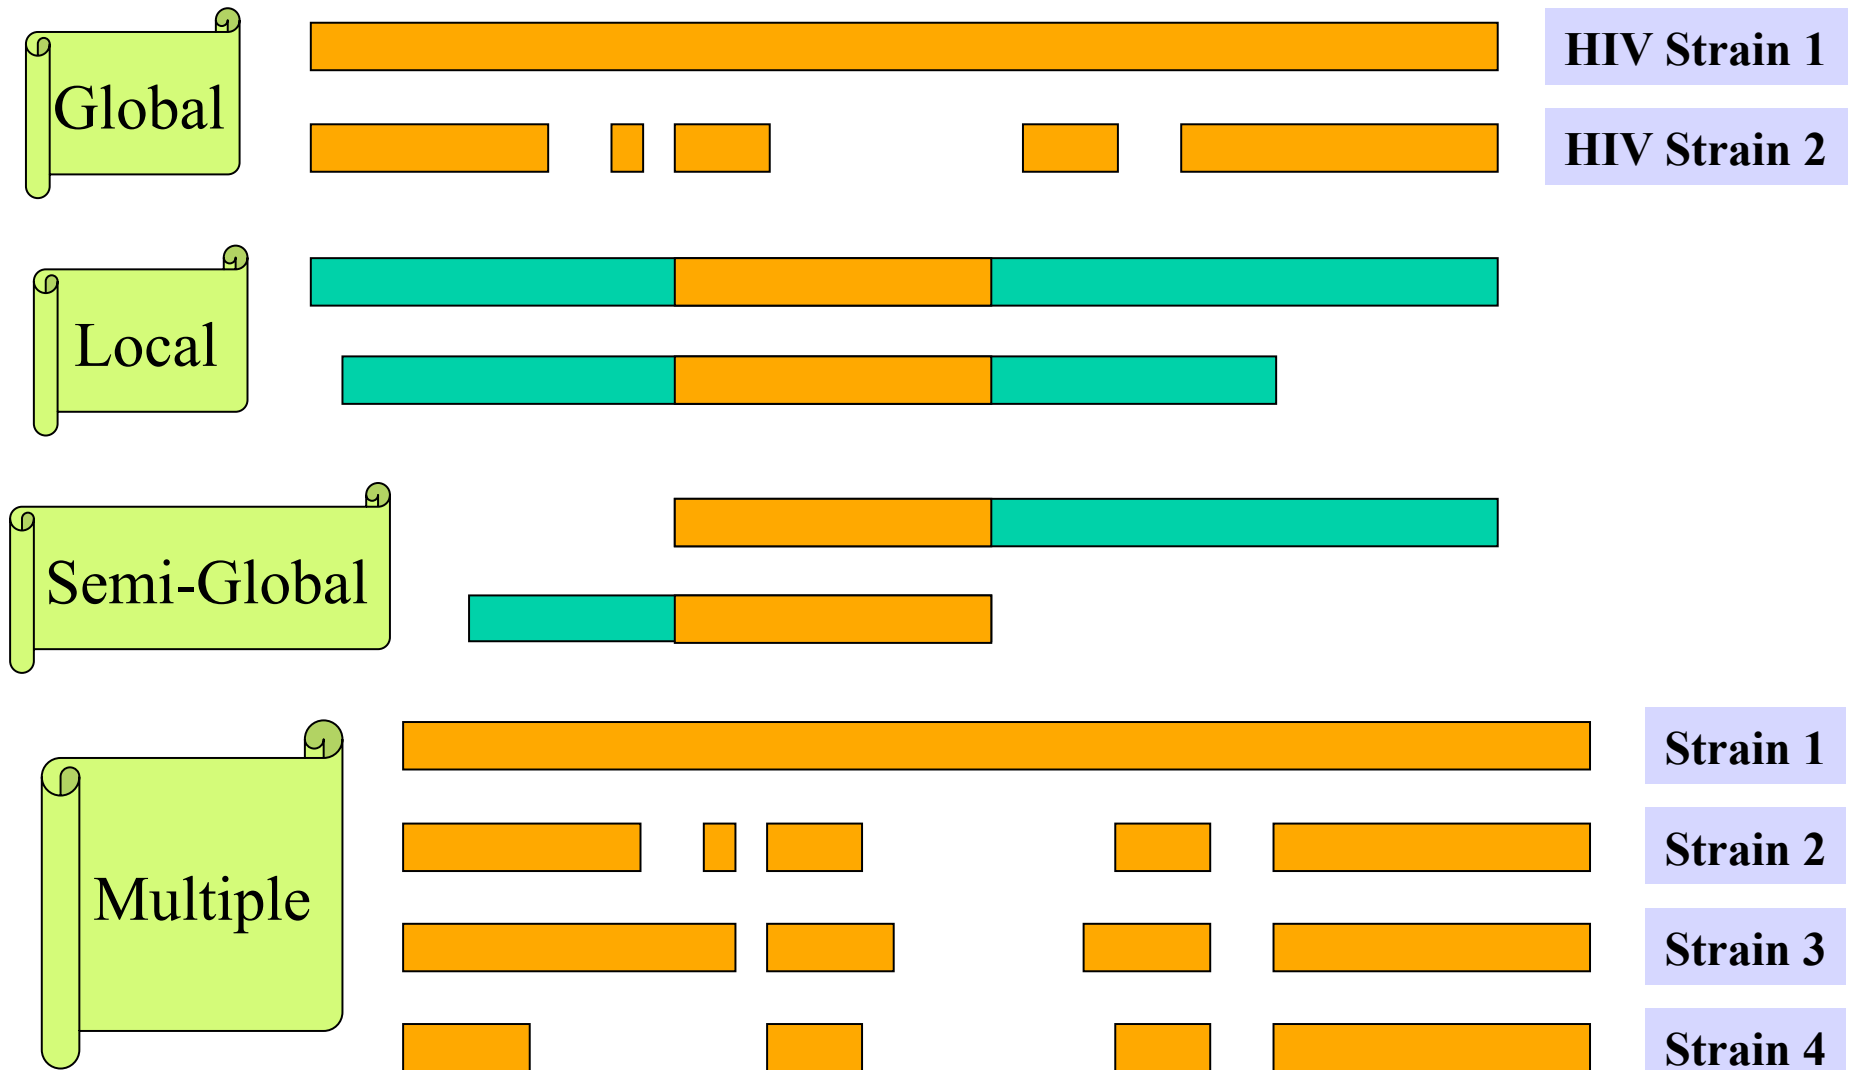 Global
HIV Strain 1
HIV Strain 2
Local
Semi-Global
Multiple
Strain 1
Strain 2
Strain 3
Strain 4